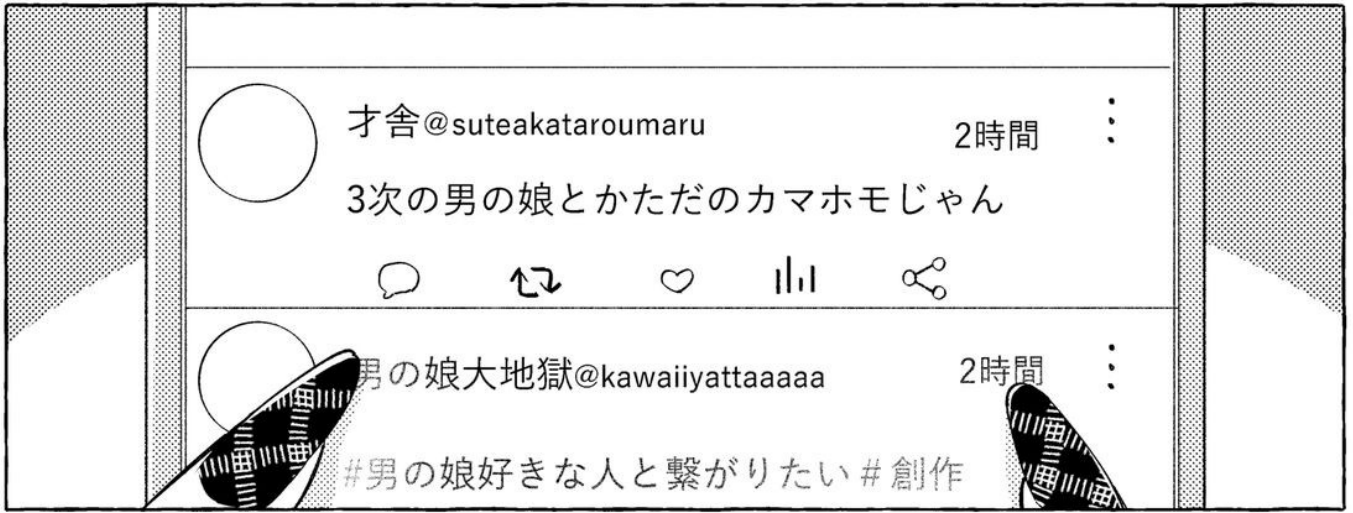 才舎@suteakataroumaru
2時間
3次の男の娘とかただのカマホモじゃん
男の娘大地獄@kawaiiyattaaaaa
2時間
#男の娘好きな人と繋がりたい#創作